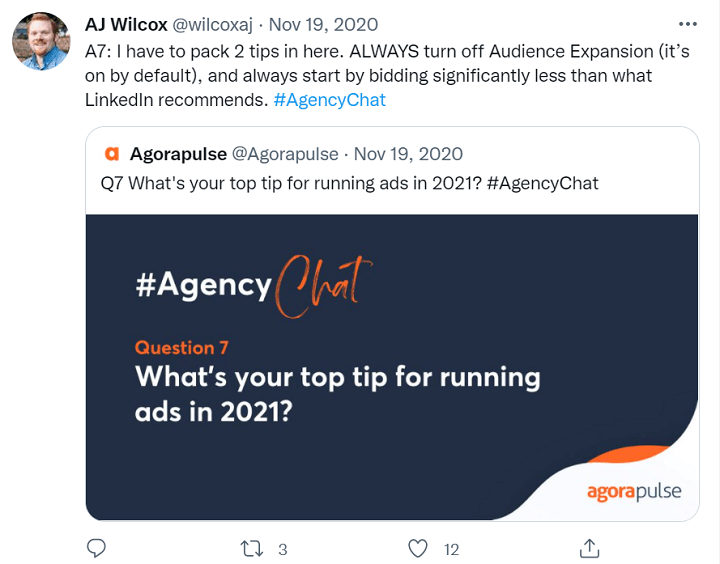 AJ Wilcox @wilcoxaj · Nov 19, 2020
A7: I have to pack 2 tips in here. ALWAYS turn off Audience Expansion (it's
on by default), and always start by bidding significantly less than what
LinkedIn recommends. #AgencyChat
a Agorapulse @Agorapulse · Nov 19, 2020
Q7 What's your top tip for running ads in 2021? #AgencyChat
#Agency Chat
Question 7
What's your top tip for running
ads in 2021?
agorapulse
3 12